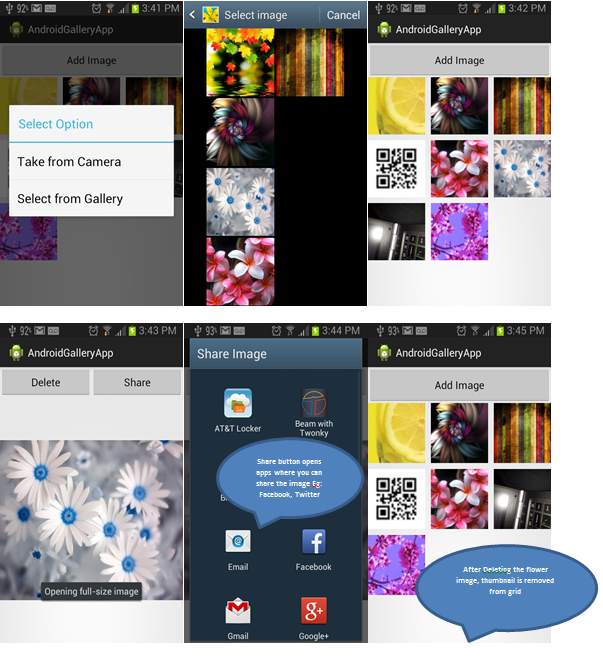 92% 3:41 PM
AndroidGalleryApp
Add Image
Select Option
Take from Camera
Select from Gallery
Select image
Cancel
92% 3:42 PM
AndroidGalleryApp
Add Image
92% 3:43 PM
AndroidGalleryApp
Delete
Share
Opening full-size image
93% 3:44 PM
Share Image
AT&T Locker
Beam with
Twonky
Share button opens
apps where you can
share the image Eg:
Facebook, Twitter
Email
Facebook
Gmail
Google+
93% 3:45 PM
AndroidGalleryApp
Add Image
After Deleting the flower
image, thumbnail is removed
from grid